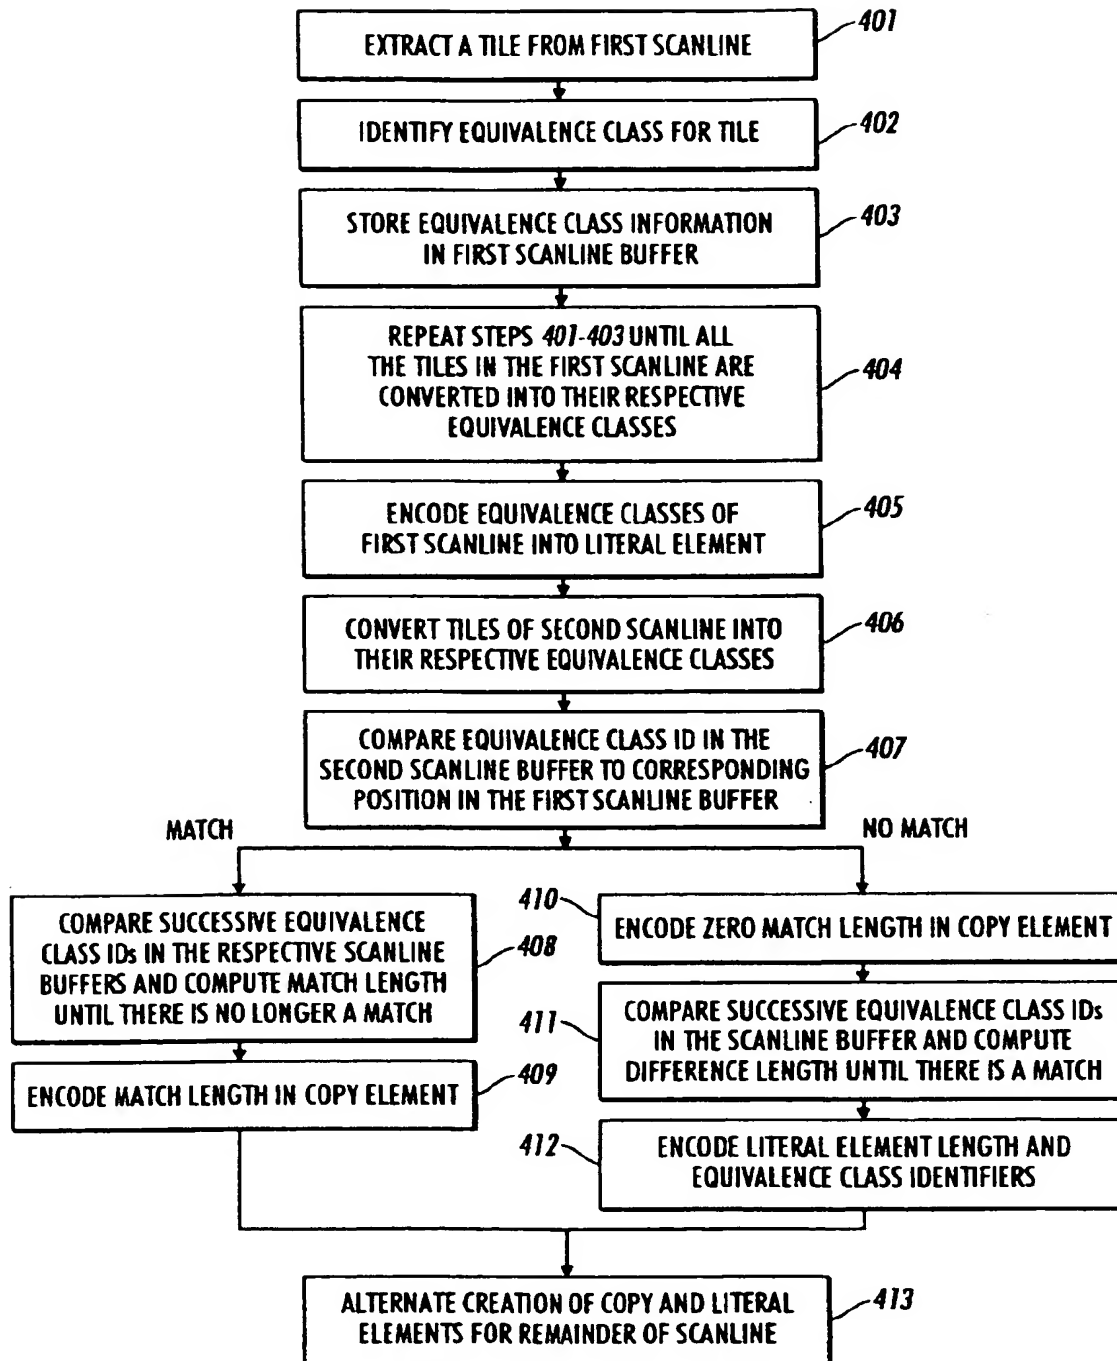 EXTRACT A TILE FROM FIRST SCANLINE
401
IDENTIFY EQUIVALENCE CLASS FOR TILE
402
STORE EQUIVALENCE CLASS INFORMATION
IN FIRST SCANLINE BUFFER
403
REPEAT STEPS 401-403 UNTIL ALL
THE TILES IN THE FIRST SCANLINE ARE
CONVERTED INTO THEIR RESPECTIVE
EQUIVALENCE CLASSES
404
ENCODE EQUIVALENCE CLASSES OF
FIRST SCANLINE INTO LITERAL ELEMENT
405
CONVERT TILES OF SECOND SCANLINE INTO
THEIR RESPECTIVE EQUIVALENCE CLASSES
406
COMPARE EQUIVALENCE CLASS ID IN THE
SECOND SCANLINE BUFFER TO CORRESPONDING
POSITION IN THE FIRST SCANLINE BUFFER
407
MATCH
NO MATCH
COMPARE SUCCESSIVE EQUIVALENCE
CLASS IDs IN THE RESPECTIVE SCANLINE
BUFFERS AND COMPUTE MATCH LENGTH
UNTIL THERE IS NO LONGER A MATCH
408
ENCODE MATCH LENGTH IN COPY ELEMENT
409
410
ENCODE ZERO MATCH LENGTH IN COPY ELEMENT
411
COMPARE SUCCESSIVE EQUIVALENCE CLASS IDs
IN THE SCANLINE BUFFER AND COMPUTE
DIFFERENCE LENGTH UNTIL THERE IS A MATCH
412
ENCODE LITERAL ELEMENT LENGTH AND
EQUIVALENCE CLASS IDENTIFIERS
ALTERNATE CREATION OF COPY AND LITERAL
ELEMENTS FOR REMAINDER OF SCANLINE
413